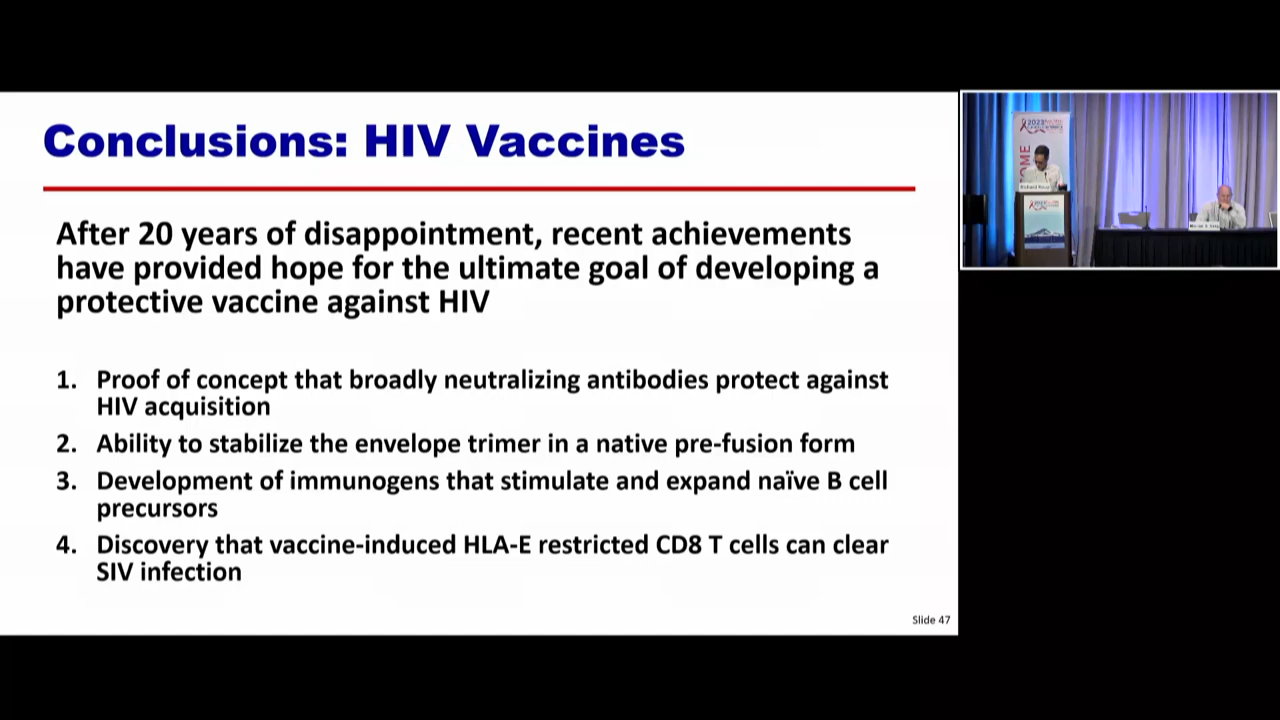 Conclusions: HIV Vaccines
After 20 years of disappointment, recent achievements
have provided hope for the ultimate goal of developing a
protective vaccine against HIV
1. Proof of concept that broadly neutralizing antibodies protect against
HIV acquisition
2. Ability to stabilize the envelope trimer in a native pre-fusion form
3. Development of immunogens that stimulate and expand naïve B cell
precursors
4. Discovery that vaccine-induced HLA-E restricted CD8 T cells can clear
SIV infection
Slide 47
2023
Richard